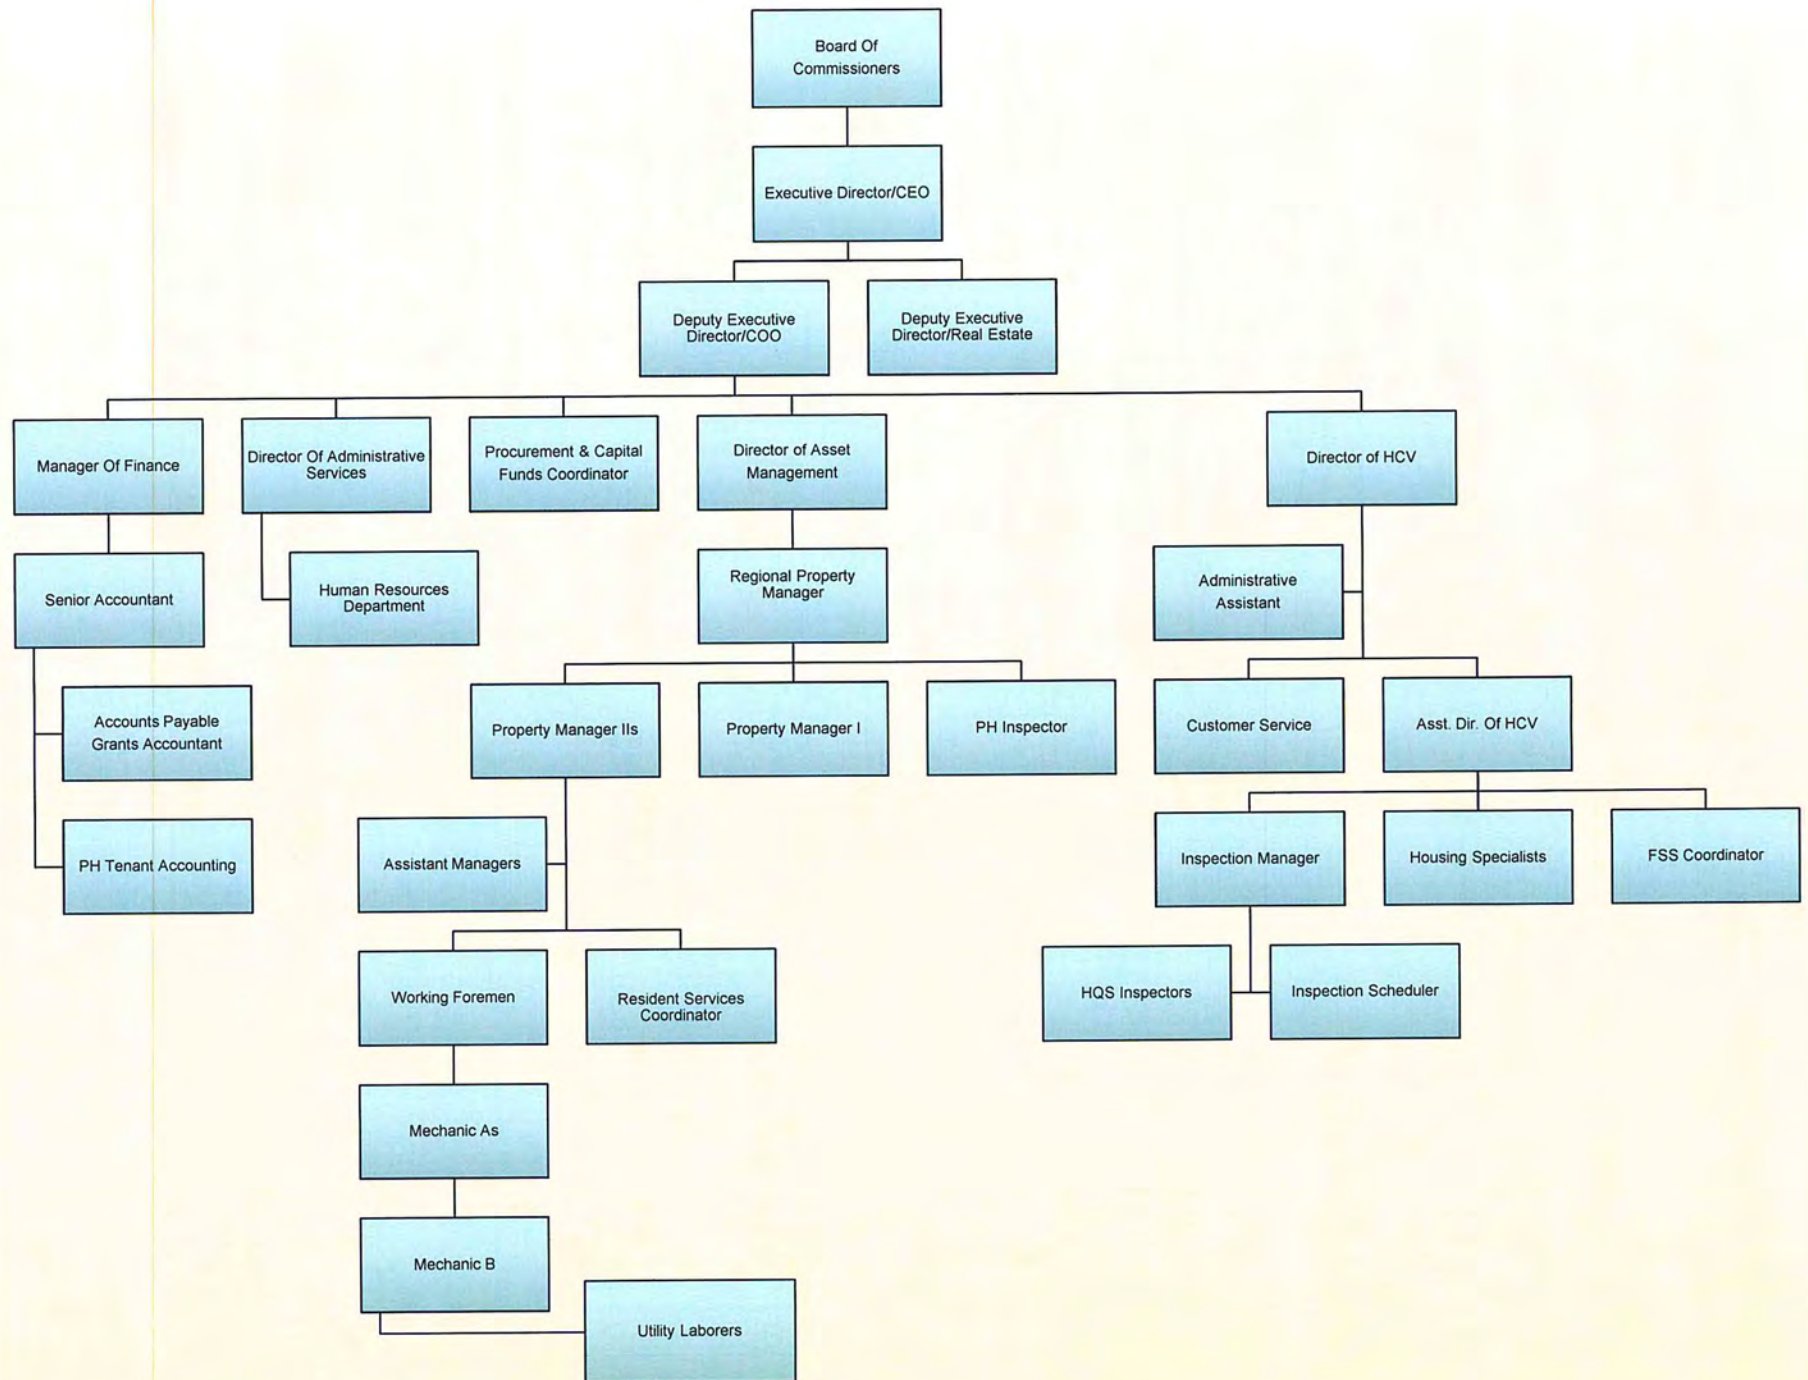 Board Of
Commissioners
Executive Director/CEO
Deputy Executive
Director/COO
Deputy Executive
Director/Real Estate
Manager Of Finance
Director Of Administrative
Services
Procurement & Capital
Funds Coordinator
Director of Asset
Management
Director of HCV
Senior Accountant
Human Resources
Department
Regional Property
Manager
Administrative
Assistant
Accounts Payable
Grants Accountant
Property Manager IIs
Property Manager I
PH Inspector
Customer Service
Asst. Dir. Of HCV
PH Tenant Accounting
Assistant Managers
Inspection Manager
Housing Specialists
FSS Coordinator
Working Foremen
Resident Services
Coordinator
HQS Inspectors
Inspection Scheduler
Mechanic As
Mechanic B
Utility Laborers